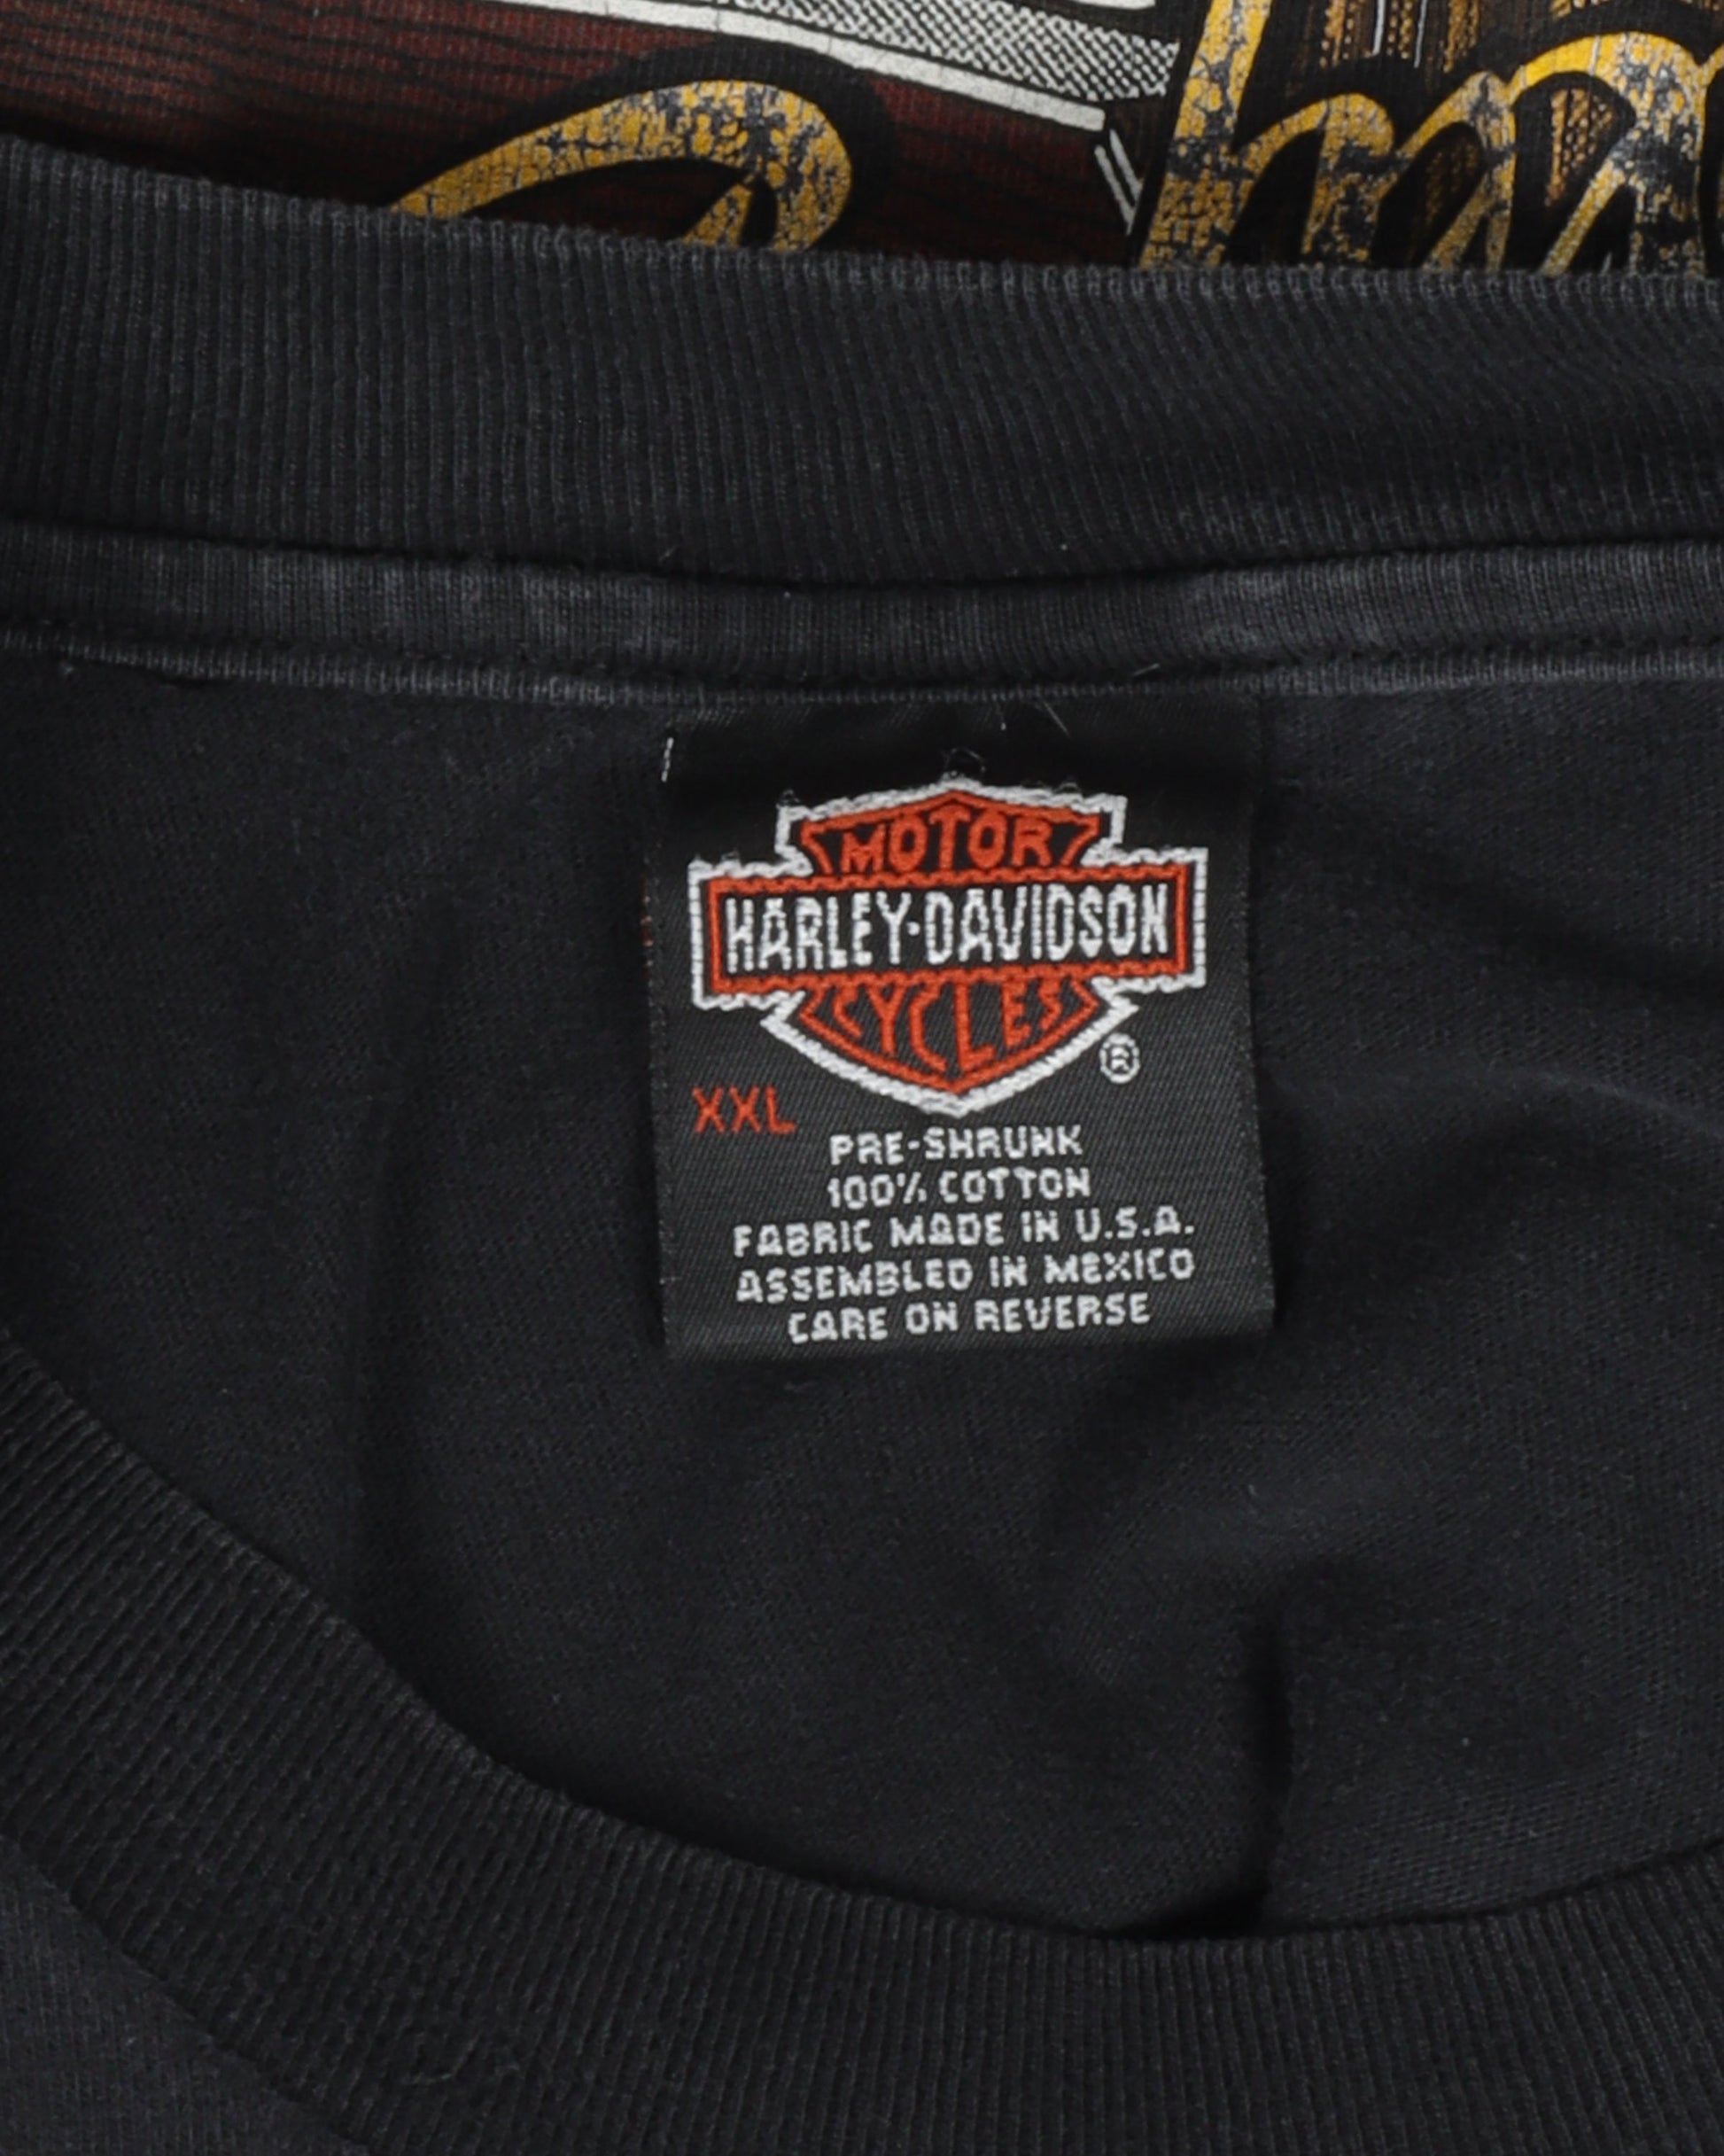 MOTOR
HARLEY-DAVIDSON
CYCLES
®
XXL
PRE-SHRUNK
100% COTTON
FABRIC MADE IN U.S.A.
ASSEMBLED IN MEXICO
CARE ON REVERSE